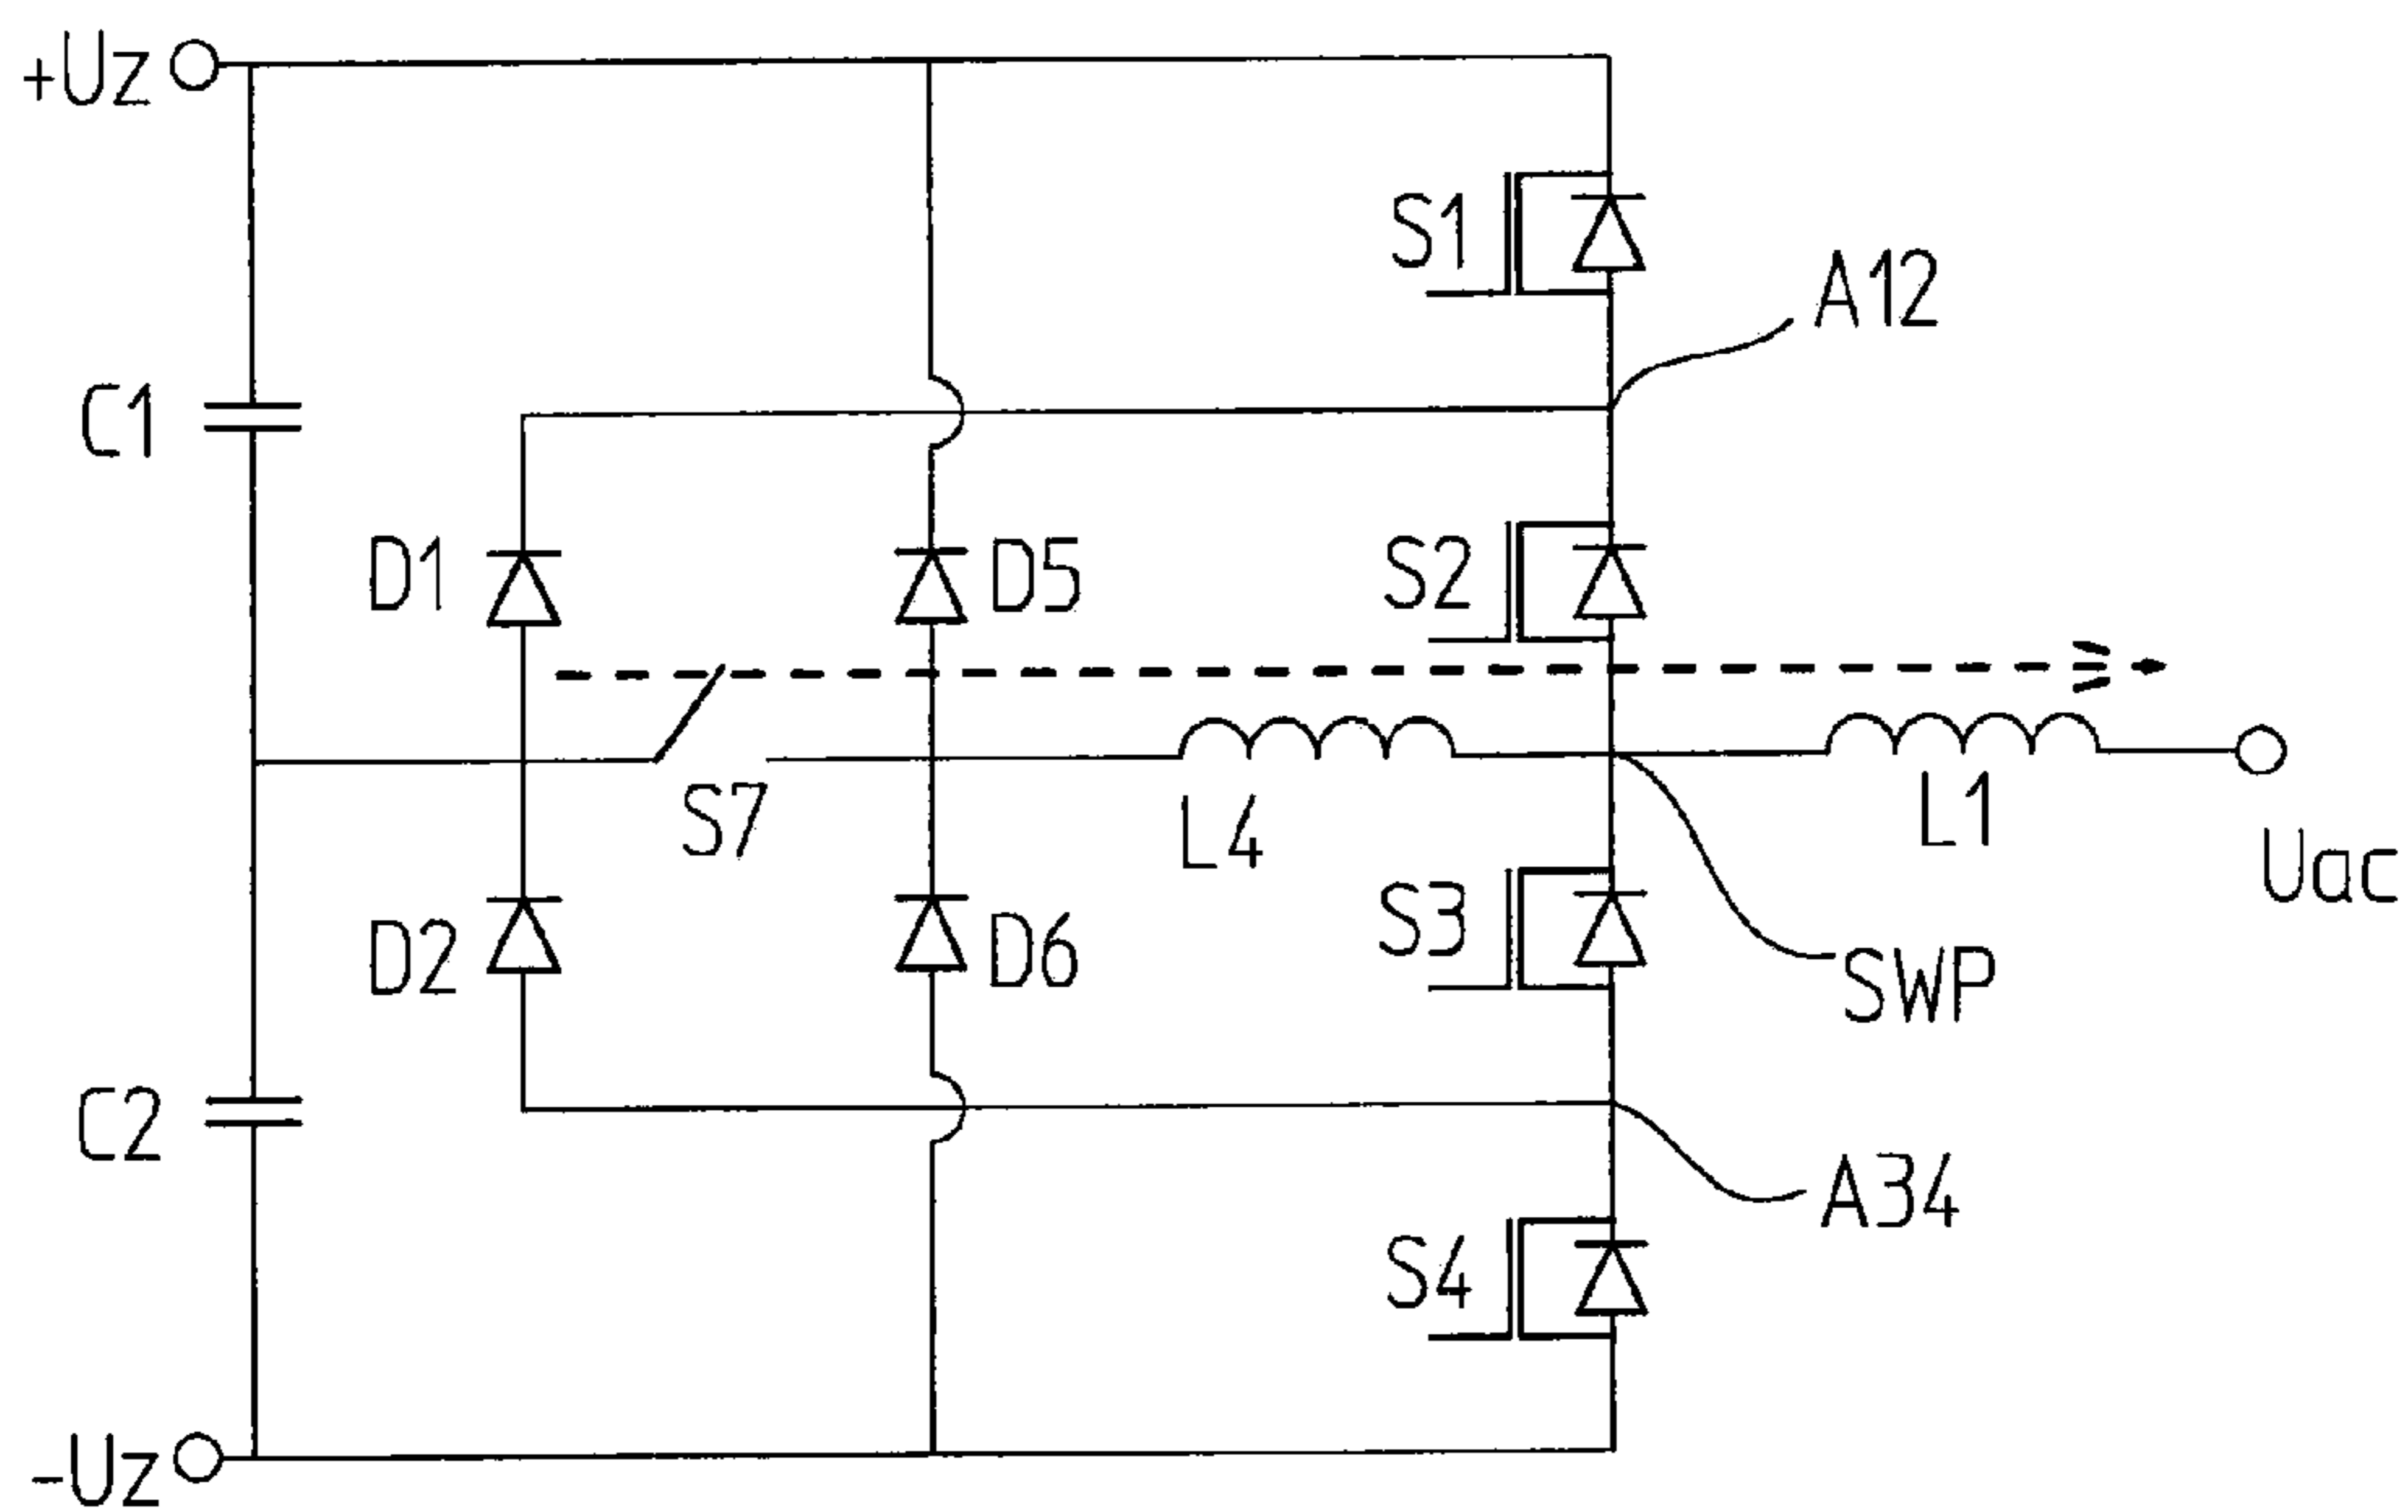 +Uz
S1
A12
C1
D1
D5
S2
S7
L4
L1
Uac
D2
D6
S3
SWP
C2
A34
S4
-Uz